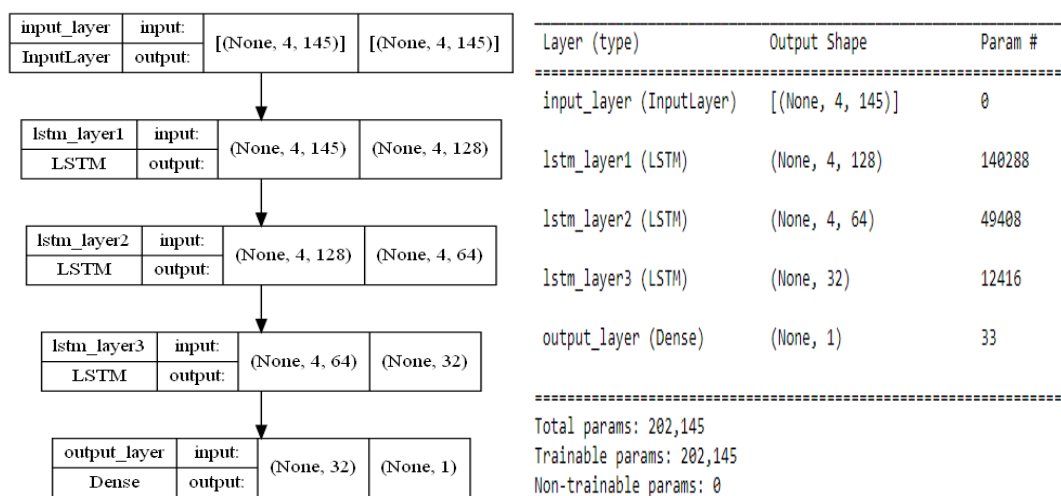 input_layer input: [(None, 4, 145)] [(None, 4, 145)]
InputLayer output:
lstm_layer1 input: (None, 4, 145) (None, 4, 128)
LSTM output:
lstm_layer2 input: (None, 4, 128) (None, 4, 64)
LSTM output:
lstm_layer3 input: (None, 4, 64) (None, 32)
LSTM output:
output_layer input: (None, 32) (None, 1)
Dense output:
Layer (type) Output Shape Param #
input_layer (InputLayer) [(None, 4, 145)] 0
lstm_layer1 (LSTM) (None, 4, 128) 140288
lstm_layer2 (LSTM) (None, 4, 64) 49408
lstm_layer3 (LSTM) (None, 32) 12416
output_layer (Dense) (None, 1) 33
Total params: 202,145
Trainable params: 202,145
Non-trainable params: 0